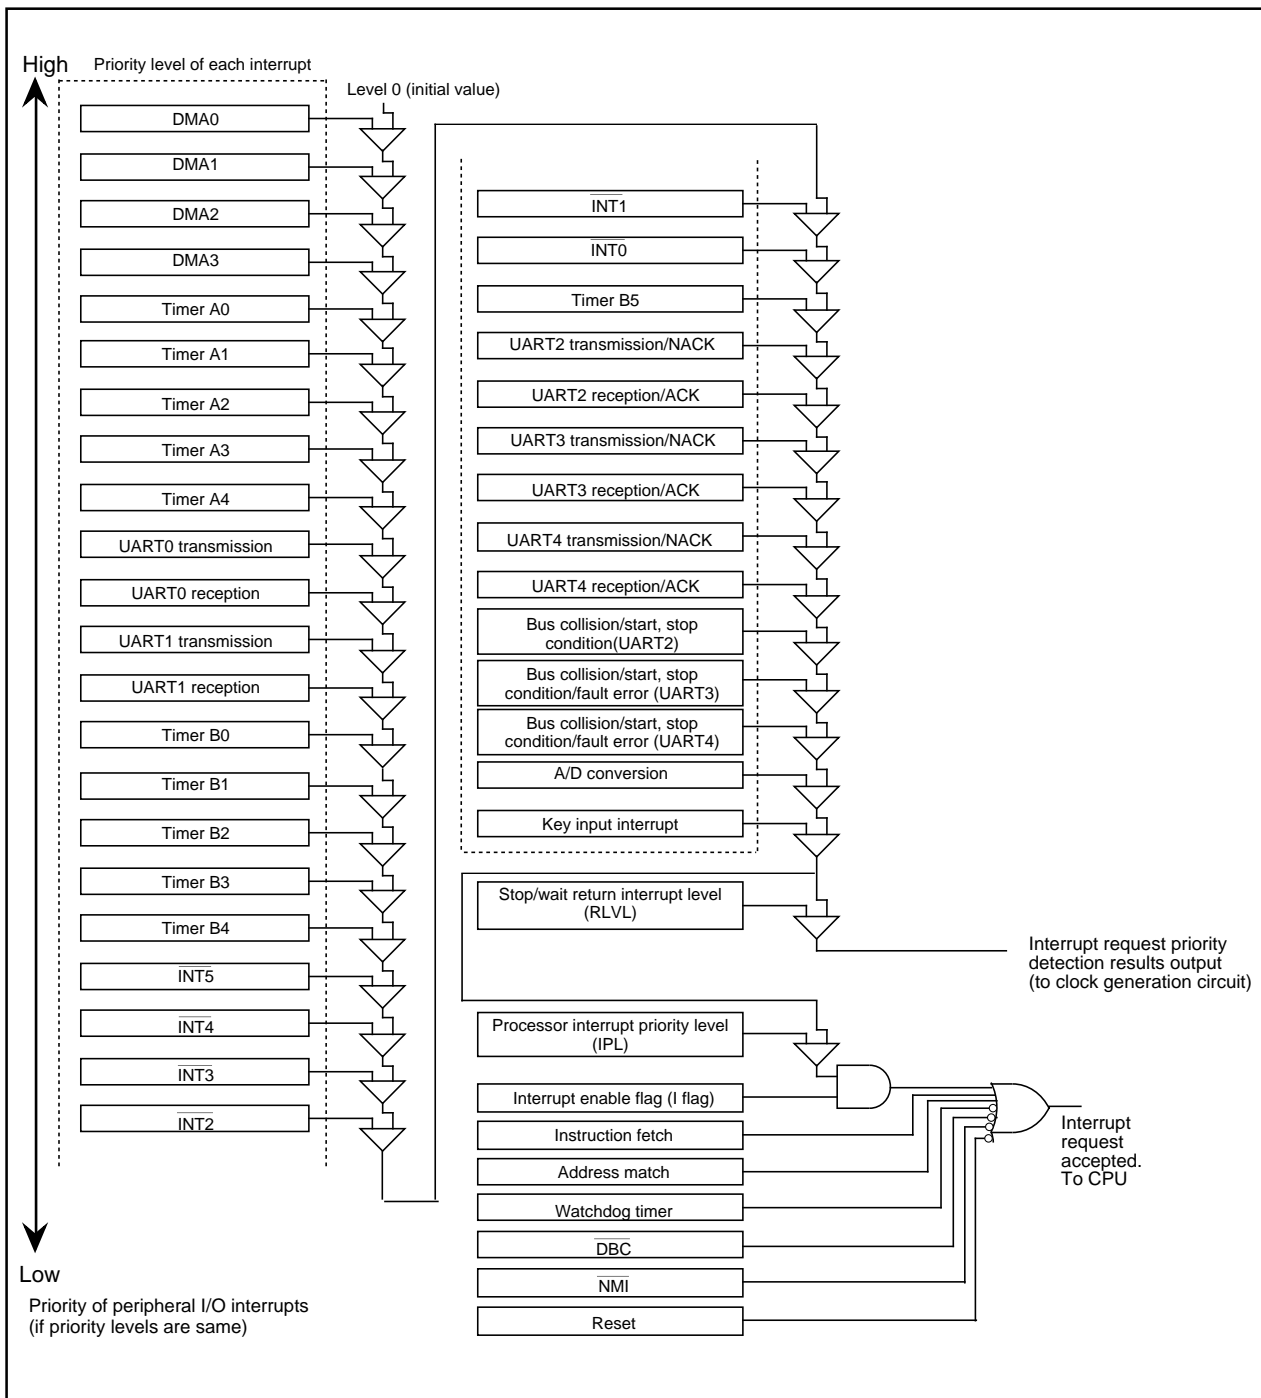 High
Priority level of each interrupt
Level 0 (initial value)
DMA0
DMA1
DMA2
DMA3
Timer A0
Timer A1
Timer A2
Timer A3
Timer A4
UART0 transmission
UART0 reception
UART1 transmission
UART1 reception
Timer B0
Timer B1
Timer B2
Timer B3
Timer B4
INT5
INT4
INT3
INT2
Low
Priority of peripheral I/O interrupts
(if priority levels are same)
INT1
INT0
Timer B5
UART2 transmission/NACK
UART2 reception/ACK
UART3 transmission/NACK
UART3 reception/ACK
UART4 transmission/NACK
UART4 reception/ACK
Bus collision/start, stop
condition(UART2)
Bus collision/start, stop
condition/fault error (UART3)
Bus collision/start, stop
condition/fault error (UART4)
A/D conversion
Key input interrupt
Stop/wait return interrupt level
(RLVL)
Interrupt request priority
detection results output
(to clock generation circuit)
Processor interrupt priority level
(IPL)
Interrupt enable flag (I flag)
Instruction fetch
Address match
Watchdog timer
DBC
NMI
Reset
Interrupt
request
accepted.
To CPU